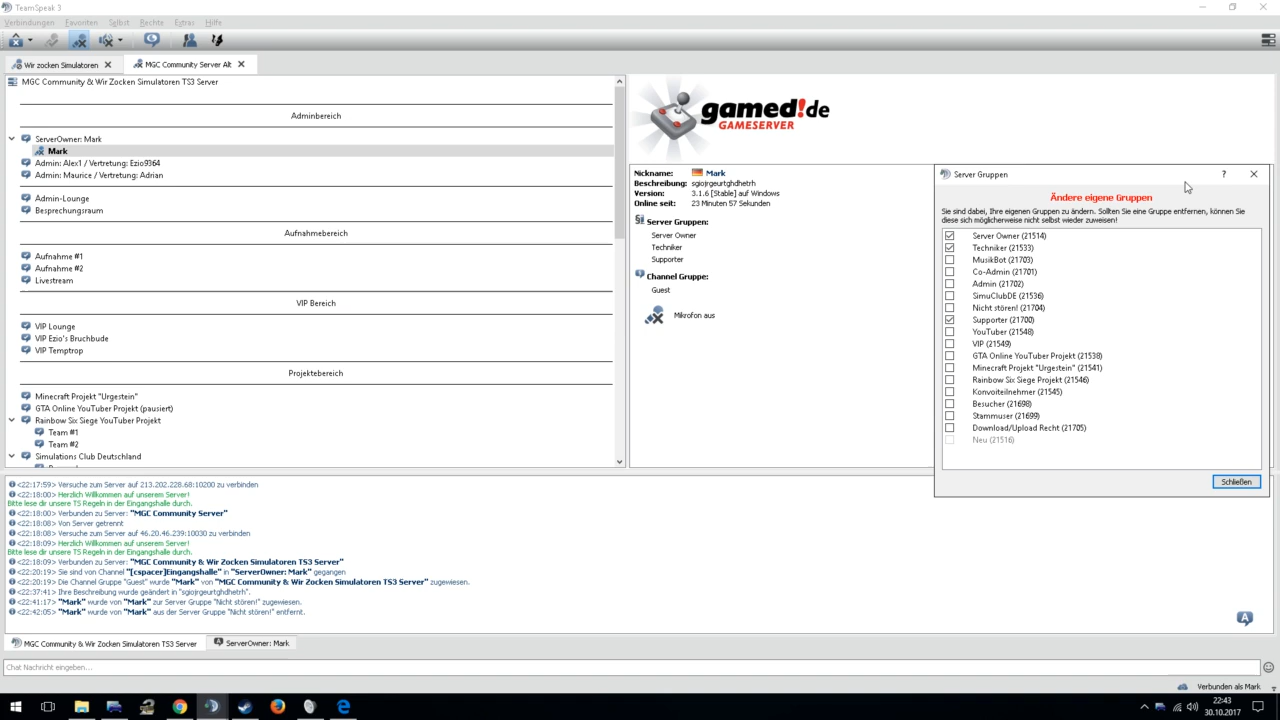 TeamSpeak 3
Verbindungen Favoriten Selbst Rechte Extras Hilfe
Wir zocken Simulatoren
MGC Community Server Alt
MGC Community & Wir Zocken Simulatoren TS3 Server
Adminbereich
ServerOwner: Mark
Mark
Admin: Alex1 / Vertretung: Ezio9364
Admin: Maurice / Vertretung: Adrian
Admin-Lounge
Besprechungsraum
Aufnahmebereich
Aufnahme #1
Aufnahme #2
Livestream
VIP Bereich
VIP Lounge
VIP Ezio's Bruchbude
VIP Temptrop
Projektebereich
Minecraft Projekt "Urgestein"
GTA Online YouTuber Projekt (pausiert)
Rainbow Six Siege YouTuber Projekt
Team #1
Team #2
Simulations Club Deutschland
gamed!de
GAMESERVER
Nickname: Mark
Beschreibung: sgiojrgeurtghdhetrh
Version: 3.1.6 [Stable] auf Windows
Online seit: 23 Minuten 57 Sekunden
Server Gruppen:
Server Owner
Techniker
Supporter
Channel Gruppe:
Guest
Mikrofon aus
Server Gruppen
?
Ändere eigene Gruppen
Sie sind dabei, Ihre eigenen Gruppen zu ändern. Sollten Sie eine Gruppe entfernen, können Sie
diese sich möglicherweise nicht selbst wieder zuweisen!
Server Owner (21514)
Techniker (21533)
MusikBot (21703)
Co-Admin (21701)
Admin (21702)
SimuClubDE (21536)
Nicht stören! (21704)
Supporter (21700)
YouTuber (21548)
VIP (21549)
GTA Online YouTuber Projekt (21538)
Minecraft Projekt "Urgestein" (21541)
Rainbow Six Siege Projekt (21546)
Konvoiteilnehmer (21545)
Besucher (21698)
Stammuser (21699)
Download/Upload Recht (21705)
Neu (21516)
Schließen
<22:17:59> Versuche zum Server auf 213.202.228.68:10200 zu verbinden
<22:18:00> Herzlich Willkommen auf unserem Server!
Bitte lese dir unsere TS Regeln in der Eingangshalle durch.
<22:18:00> Verbunden zu Server: "MGC Community Server"
<22:18:08> Von Server getrennt
<22:18:08> Versuche zum Server auf 46.20.46.239:10030 zu verbinden
<22:18:09> Herzlich Willkommen auf unserem Server!
Bitte lese dir unsere TS Regeln in der Eingangshalle durch.
<22:18:09> Verbunden zu Server: "MGC Community & Wir Zocken Simulatoren TS3 Server"
<22:20:19> Sie sind von Channel "[cspacer]Eingangshalle" in "ServerOwner: Mark" gegangen
<22:20:19> Die Channel Gruppe "Guest" wurde "Mark" von "MGC Community & Wir Zocken Simulatoren TS3 Server" zugewiesen.
<22:37:41> Ihre Beschreibung wurde geändert in "sgiojrgeurtghdhetrh".
<22:41:17> "Mark" wurde von "Mark" zur Server Gruppe "Nicht stören!" zugewiesen.
<22:42:05> "Mark" wurde von "Mark" aus der Server Gruppe "Nicht stören!" entfernt.
MGC Community & Wir Zocken Simulatoren TS3 Server
ServerOwner: Mark
Chat Nachricht eingeben...
Verbunden als Mark
22:43
30.10.2017